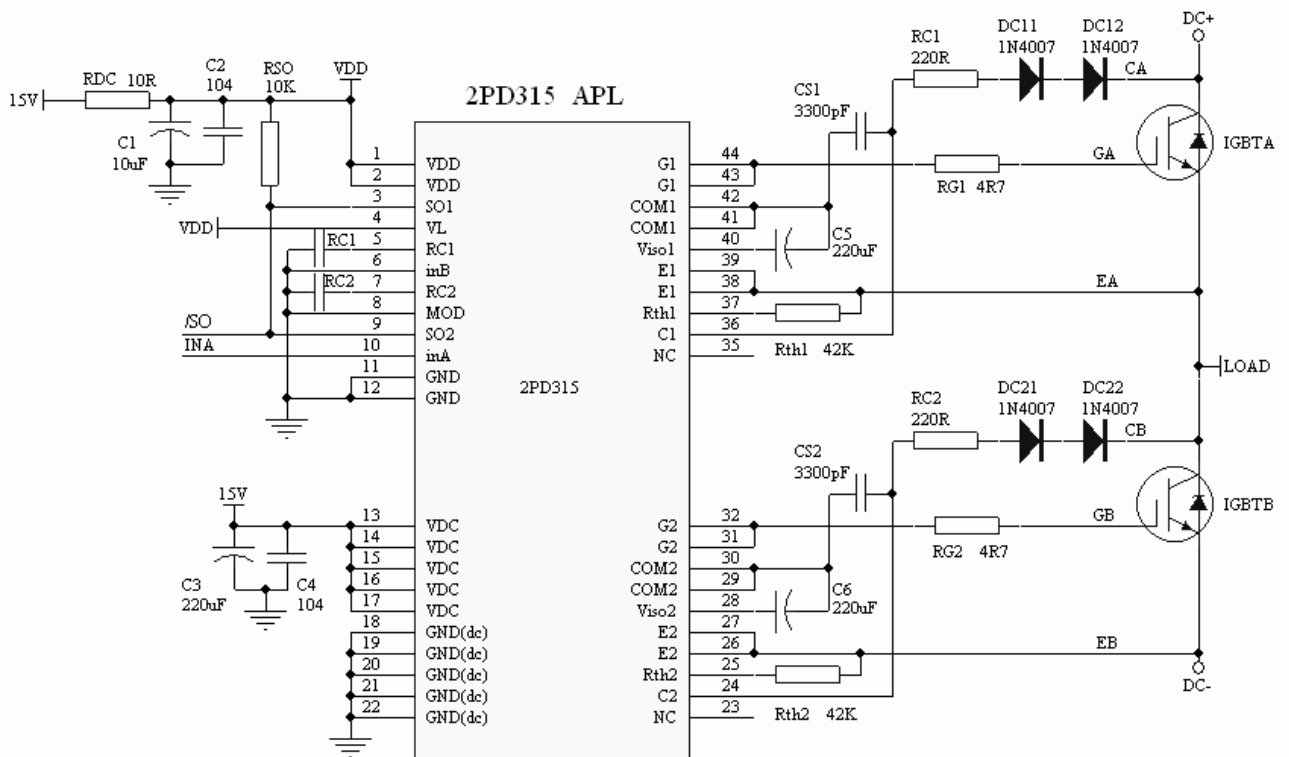 2PD315 APL
15V
RDC 10R
C2
104
RSO
10K
VDD
C1
10uF
VDD
RC1
RC2
/SO
INA
1 VDD
2 VDD
3 SO1
4 VL
5 RC1
6 inB
7 RC2
8 MOD
9 SO2
10 inA
11 GND
12 GND
2PD315
15V
C3
220uF
C4
104
13 VDC
14 VDC
15 VDC
16 VDC
17 VDC
18 GND(dc)
19 GND(dc)
20 GND(dc)
21 GND(dc)
22 GND(dc)
G1 44
G1 43
COM1 42
COM1 41
Viso1 40
E1 39
E1 38
Rth1 37
C1 36
NC 35
G2 32
G2 31
COM2 30
COM2 29
Viso2 28
E2 27
E2 26
Rth2 25
C2 24
NC 23
CS1
3300pF
RC1
220R
DC11
1N4007
DC12
1N4007
CA
DC+
IGBTA
GA
RG1 4R7
C5
220uF
EA
Rth1 42K
LOAD
CS2
3300pF
RC2
220R
DC21
1N4007
DC22
1N4007
CB
IGBTB
GB
RG2 4R7
C6
220uF
EB
Rth2 42K
DC-